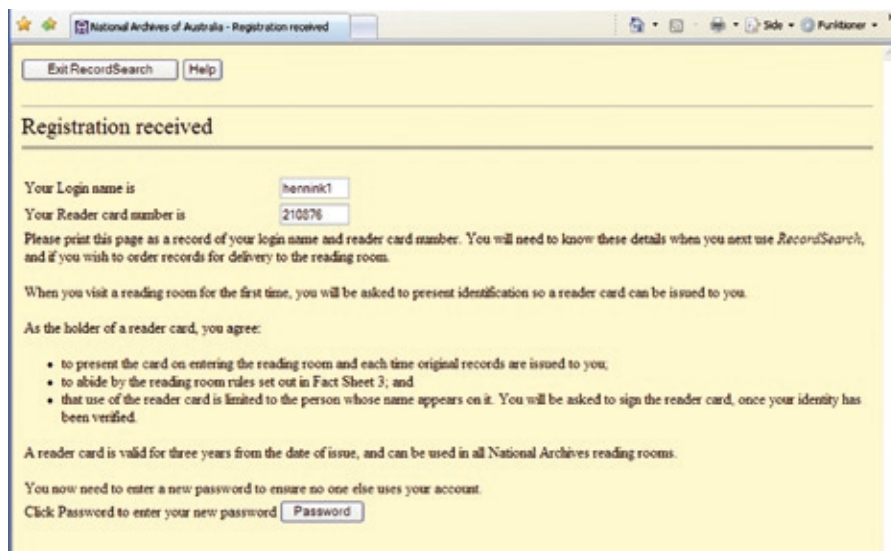 National Archives of Australia - Registration received
Side
Funktioner
Exit RecordSearch
Help
Registration received
Your Login name is hennink1
Your Reader card number is 210876
Please print this page as a record of your login name and reader card number. You will need to know these details when you next use RecordSearch,
and if you wish to order records for delivery to the reading room.
When you visit a reading room for the first time, you will be asked to present identification so a reader card can be issued to you.
As the holder of a reader card, you agree:
• to present the card on entering the reading room and each time original records are issued to you;
• to abide by the reading room rules set out in Fact Sheet 3; and
• that use of the reader card is limited to the person whose name appears on it. You will be asked to sign the reader card, once your identity has
been verified.
A reader card is valid for three years from the date of issue, and can be used in all National Archives reading rooms.
You now need to enter a new password to ensure no one else uses your account.
Click Password to enter your new password Password